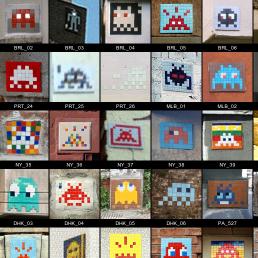 BRL_02 BRL_03 BRL_04 BRL_05 BRL_06
PRT_24 PRT_25 PRT_26 MLB_01 MLB_02
NY_35 NY_36 NY_37 NY_38 NY_39
DHK_03 DHK_04 DHK_05 DHK_06 PA_527